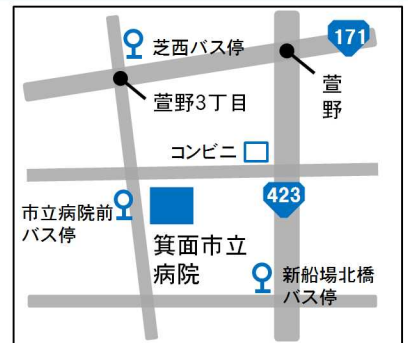 芝西バス停
171
萱野3丁目
萱
野
コンビニ
423
市立病院前
バス停
箕面市立
病院
新船場北橋
バス停